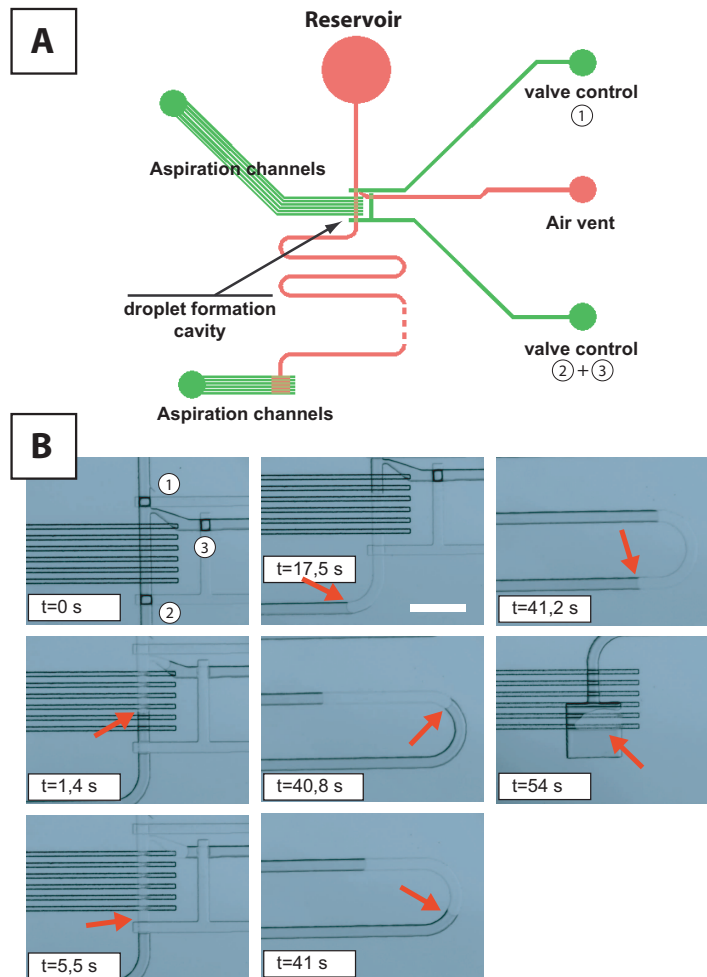 A
Reservoir
valve control
①
Aspiration channels
Air vent
droplet formation
cavity
valve control
②+③
Aspiration channels
B
①
③
②
t=0 s
t=17,5 s
t=41,2 s
t=1,4 s
t=40,8 s
t=54 s
t=5,5 s
t=41 s